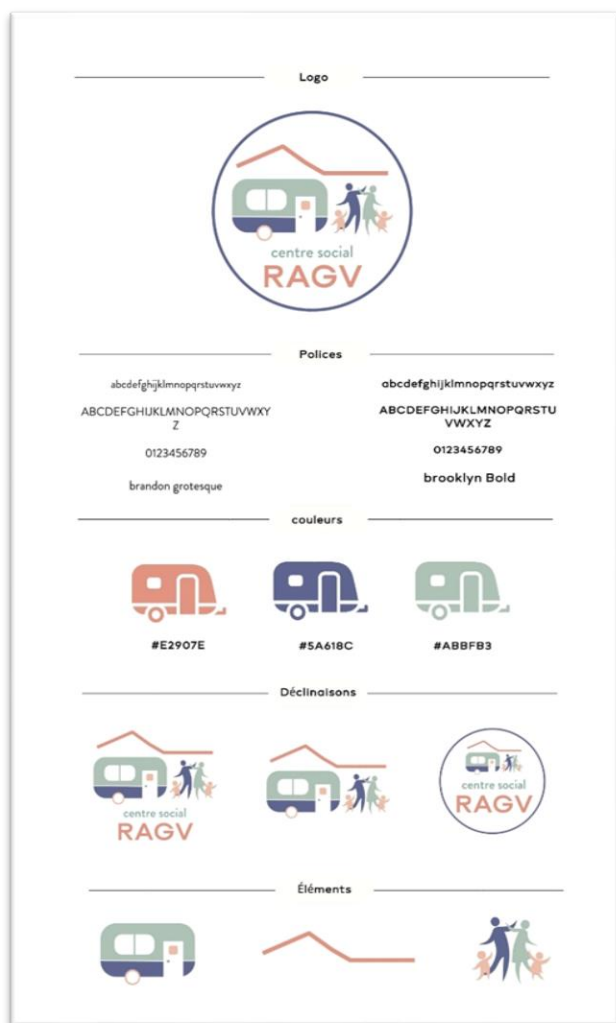 Logo
centre social
RAGV
Polices
abcdefghijklmnopqrstuvwxyz
ABCDEFGHIJKLMNOPQRSTUVWXY
Z
0123456789
brandon grotesque
abcdefghijklmnopqrstuvwxyz
ABCDEFGHIJKLMNOPQRSTU
VWXYZ
0123456789
brooklyn Bold
couleurs
#E2907E
#5A618C
#ABBFB3
Déclinaisons
centre social
RAGV
centre social
RAGV
Éléments